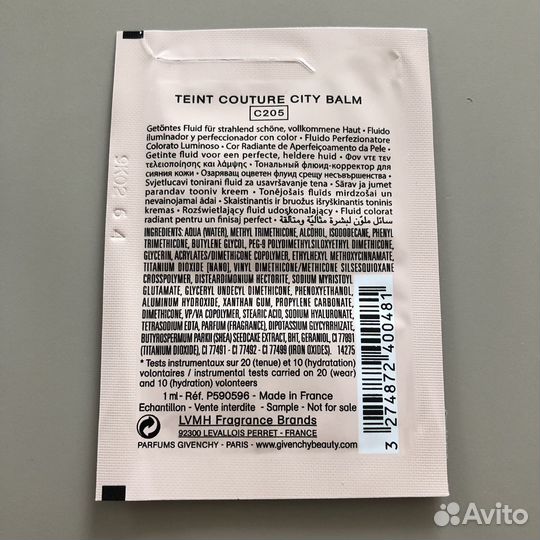 TEINT COUTURE CITY BALM
C205
Getöntes Fluid für strahlend schöne, vollkommene Haut • Fluido
iluminador y perfeccionador con color • Fluido Perfezionatore
Colorato Luminoso • Cor Radiante de Aperfeiçoamento da Pele •
Getinte fluid voor een perfecte, heldere huid • Φον ντε τεν
τελειοποίησης και λάμψης • Тональный флюид-корректор для
сияния кожи • Озаряващ оцветен флуид срещу несъвършенства •
Svjetlucavi tonirani fluid za usavršavanje tena • Särav ja jumet
parandav tooniv kreem • Tonējošais fluīds mirdzošai un
nevainojamai ādai • Skaistinantis ir bruožus išryškinantis toninis
kremas • Rozświetlający fluid udoskonalający • Fluid colorat
radiant pentru un finisaj perfect • سائل ملوّن لبشرة مثاليّة ومتألّقة
INGREDIENTS: AQUA (WATER), METHYL TRIMETHICONE, ALCOHOL, ISODODECANE, PHENYL
TRIMETHICONE, BUTYLENE GLYCOL, PEG-9 POLYDIMETHYLSILOXYETHYL DIMETHICONE,
GLYCERIN, ACRYLATES/DIMETHICONE COPOLYMER, ETHYLHEXYL METHOXYCINNAMATE,
TITANIUM DIOXIDE [NANO], VINYL DIMETHICONE/METHICONE SILSESQUIOXANE
CROSSPOLYMER, DISTEARDIMONIUM HECTORITE, SODIUM MYRISTOYL
GLUTAMATE, GLYCERYL UNDECYL DIMETHICONE, PHENOXYETHANOL,
ALUMINUM HYDROXIDE, XANTHAN GUM, PROPYLENE CARBONATE,
DIMETHICONE, VP/VA COPOLYMER, STEARIC ACID, SODIUM HYALURONATE,
TETRASODIUM EDTA, PARFUM (FRAGRANCE), DIPOTASSIUM GLYCYRRHIZATE,
BUTYROSPERMUM PARKII (SHEA) SEEDCAKE EXTRACT, BHT, GERANIOL, CI 77891
(TITANIUM DIOXIDE), CI 77491 - CI 77492 - CI 77499 (IRON OXIDES). 14275
* Tests instrumentaux sur 20 (tenue) et 10 (hydratation)
volontaires / instrumental tests carried on 20 (wear)
and 10 (hydration) volunteers
1 ml - Réf. P590596 - Made in France
Echantillon - Vente interdite - Sample - Not for sale
LVMH Fragrance Brands
92300 LEVALLOIS PERRET - FRANCE
PARFUMS GIVENCHY - PARIS - www.givenchybeauty.com
3 274872 400481
Avito